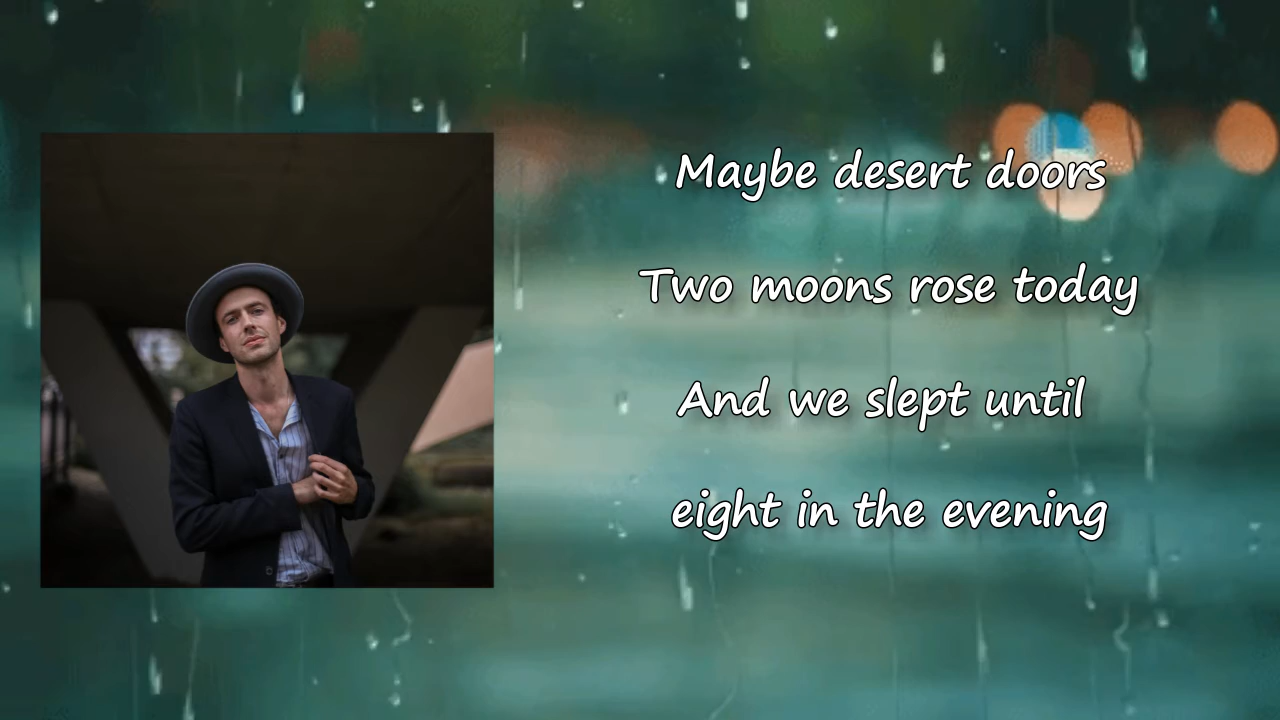 Maybe desert doors
Two moons rose today
And we slept until
eight in the evening